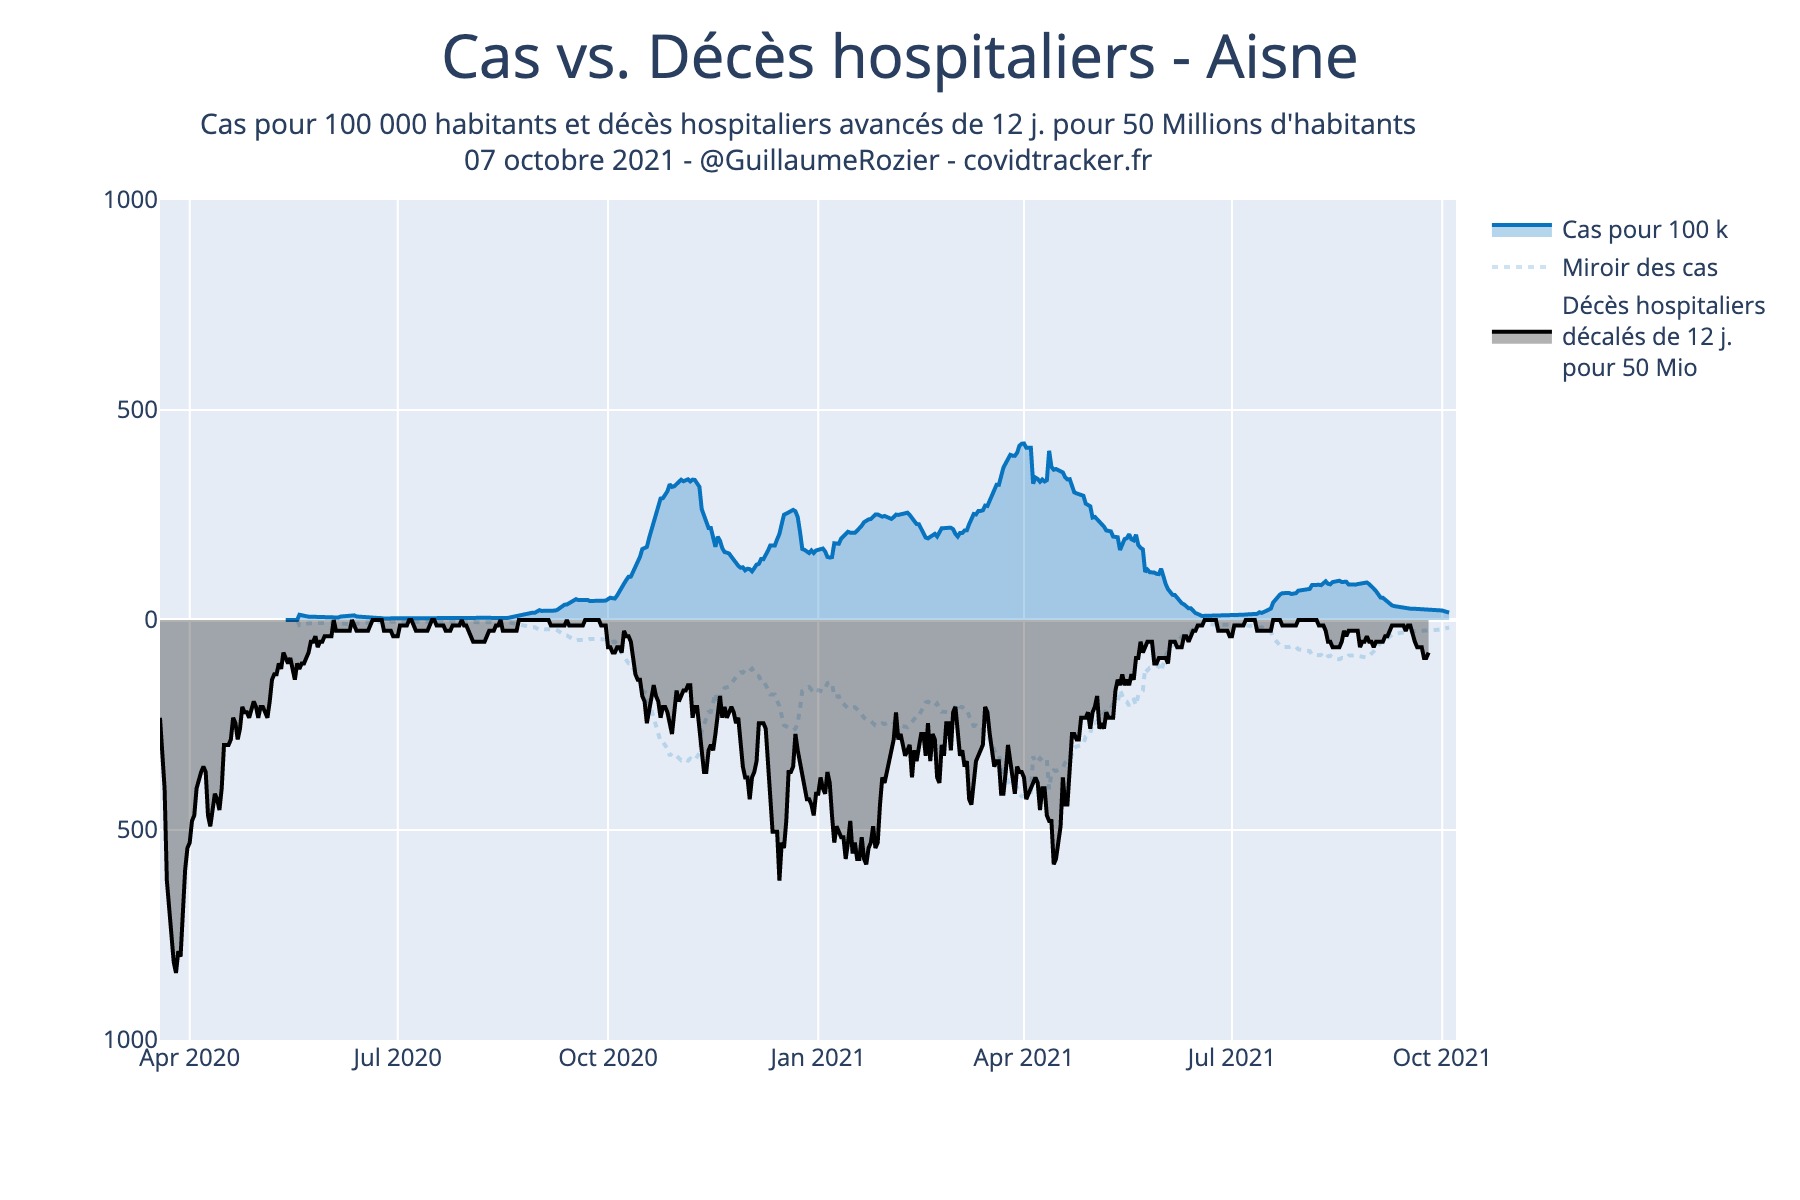 Cas vs. Décès hospitaliers - Aisne
Cas pour 100 000 habitants et décès hospitaliers avancés de 12 j. pour 50 Millions d'habitants
07 octobre 2021 - @GuillaumeRozier - covidtracker.fr
1000
500
0
500
1000
Apr 2020
Jul 2020
Oct 2020
Jan 2021
Apr 2021
Jul 2021
Oct 2021
Cas pour 100 k
Miroir des cas
Décès hospitaliers
décalés de 12 j.
pour 50 Mio